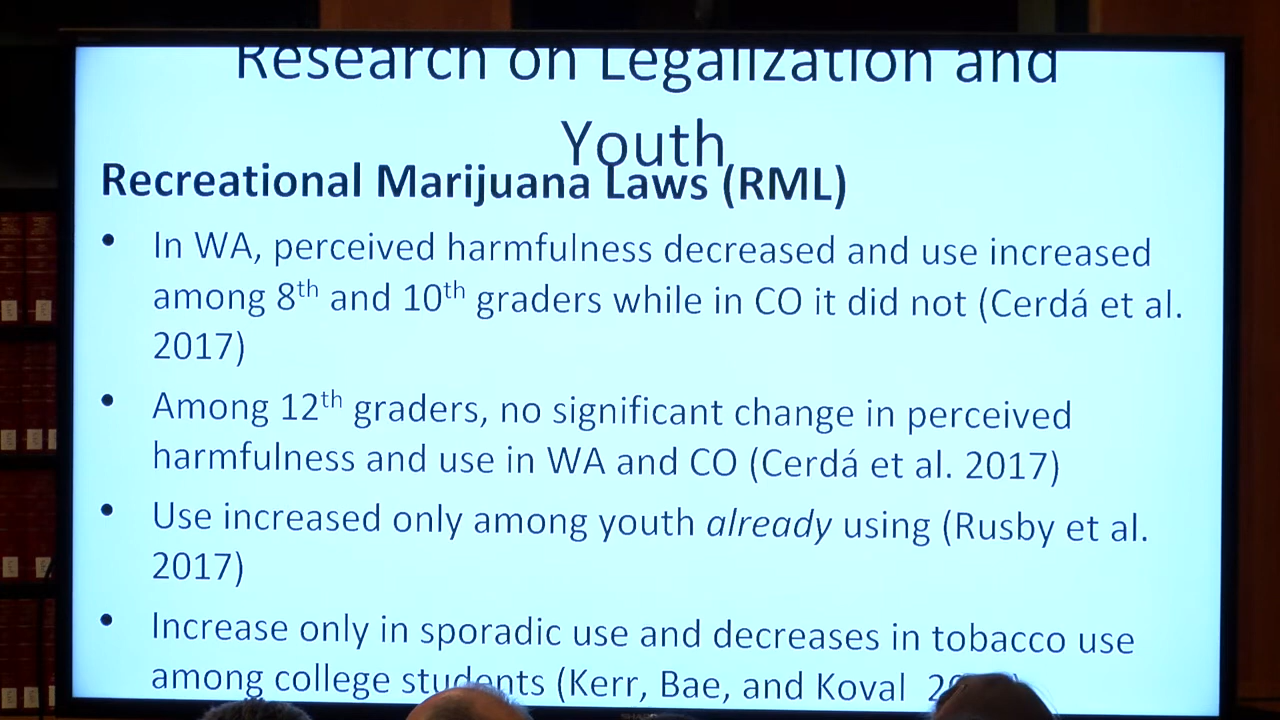 Research on Legalization and
Youth
Recreational Marijuana Laws (RML)
• In WA, perceived harmfulness decreased and use increased
among 8th and 10th graders while in CO it did not (Cerdá et al.
2017)
• Among 12th graders, no significant change in perceived
harmfulness and use in WA and CO (Cerdá et al. 2017)
• Use increased only among youth already using (Rusby et al.
2017)
• Increase only in sporadic use and decreases in tobacco use
among college students (Kerr, Bae, and Koval